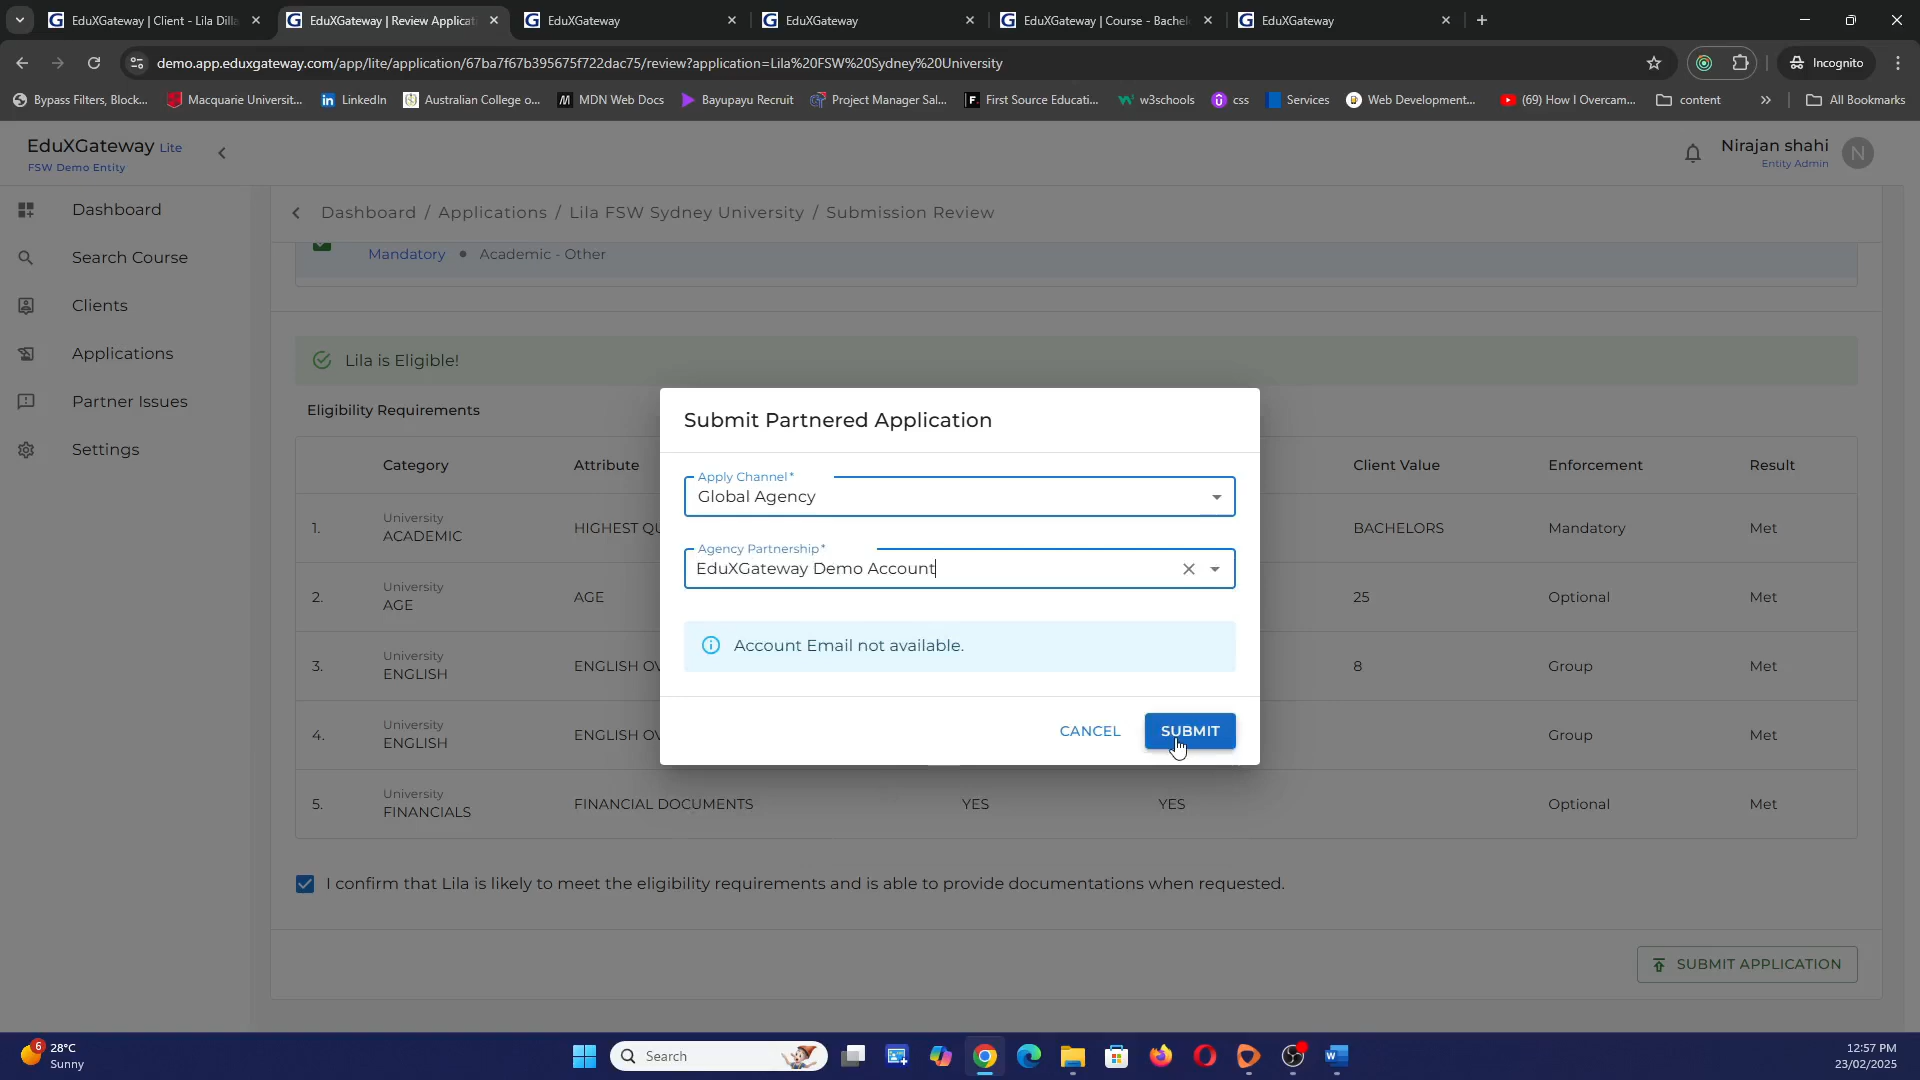 EduXGateway | Client - Lila Dilla
EduXGateway | Review Applicati
EduXGateway
EduXGateway
EduXGateway | Course - Bachel
EduXGateway
demo.app.eduxgateway.com/app/lite/application/67ba7f67b395675f722dac75/review?application=Lila%20FSW%20Sydney%20University
Incognito
Bypass Filters, Block...
Macquarie Universit...
LinkedIn
Australian College o...
MDN Web Docs
Bayupayu Recruit
Project Manager Sal...
First Source Educati...
w3schools
css
Services
Web Development...
(69) How I Overcam...
content
All Bookmarks
EduXGateway Lite
FSW Demo Entity
Nirajan shahi
Entity Admin
N
Dashboard
Search Course
Clients
Applications
Partner Issues
Settings
Dashboard / Applications / Lila FSW Sydney University / Submission Review
Mandatory • Academic - Other
Lila is Eligible!
Eligibility Requirements
Category Attribute Client Value Enforcement Result
1. University ACADEMIC HIGHEST QU BACHELORS Mandatory Met
2. University AGE AGE 25 Optional Met
3. University ENGLISH ENGLISH OV 8 Group Met
4. University ENGLISH ENGLISH OV Group Met
5. University FINANCIALS FINANCIAL DOCUMENTS YES YES Optional Met
I confirm that Lila is likely to meet the eligibility requirements and is able to provide documentations when requested.
SUBMIT APPLICATION
Submit Partnered Application
Apply Channel*
Global Agency
Agency Partnership*
EduXGateway Demo Account
Account Email not available.
CANCEL
SUBMIT
6
28°C
Sunny
Search
12:57 PM
23/02/2025